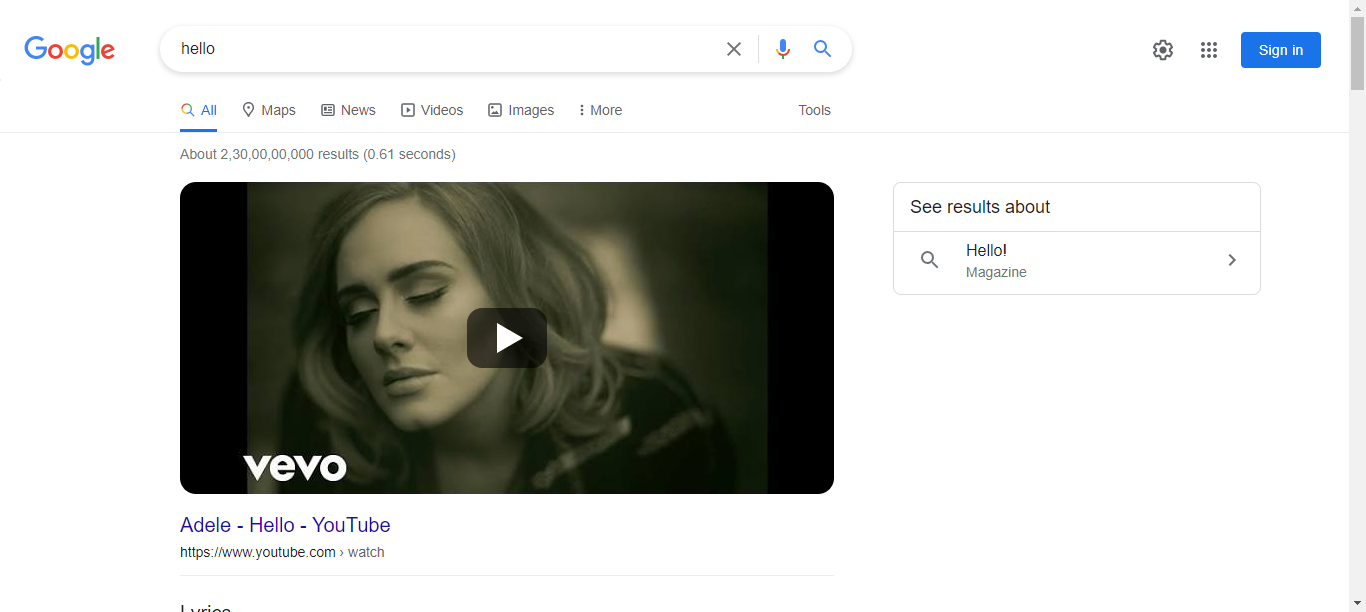 Google
hello
Sign in
All Maps News Videos Images More Tools
About 2,30,00,00,000 results (0.61 seconds)
vevo
See results about
Hello!
Magazine
Adele - Hello - YouTube
https://www.youtube.com › watch
Lyrics